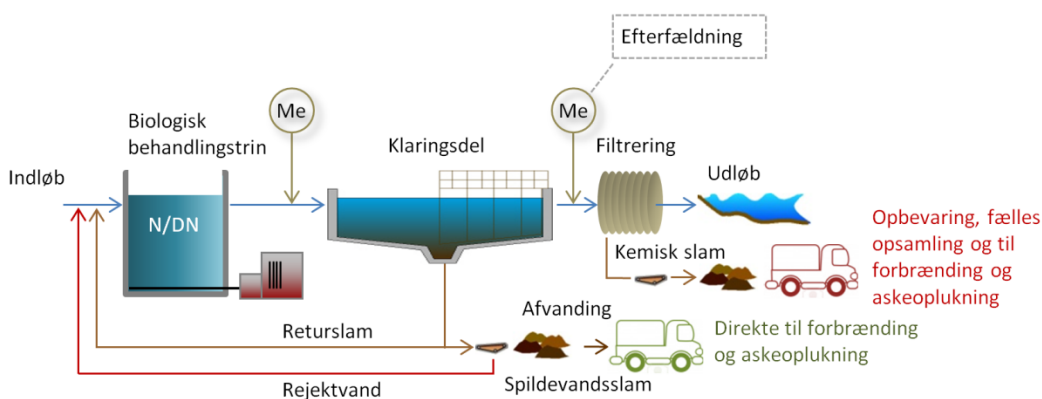 Efterfældning
Me
Me
Biologisk
behandlingstrin
Klaringsdel
Filtrering
Indløb
Udløb
N/DN
Kemisk slam
Opbevaring, fælles
opsamling og til
forbrænding og
askeoplukning
Returslam
Afvanding
Direkte til forbrænding
og askeoplukning
Rejektvand
Spildevandsslam